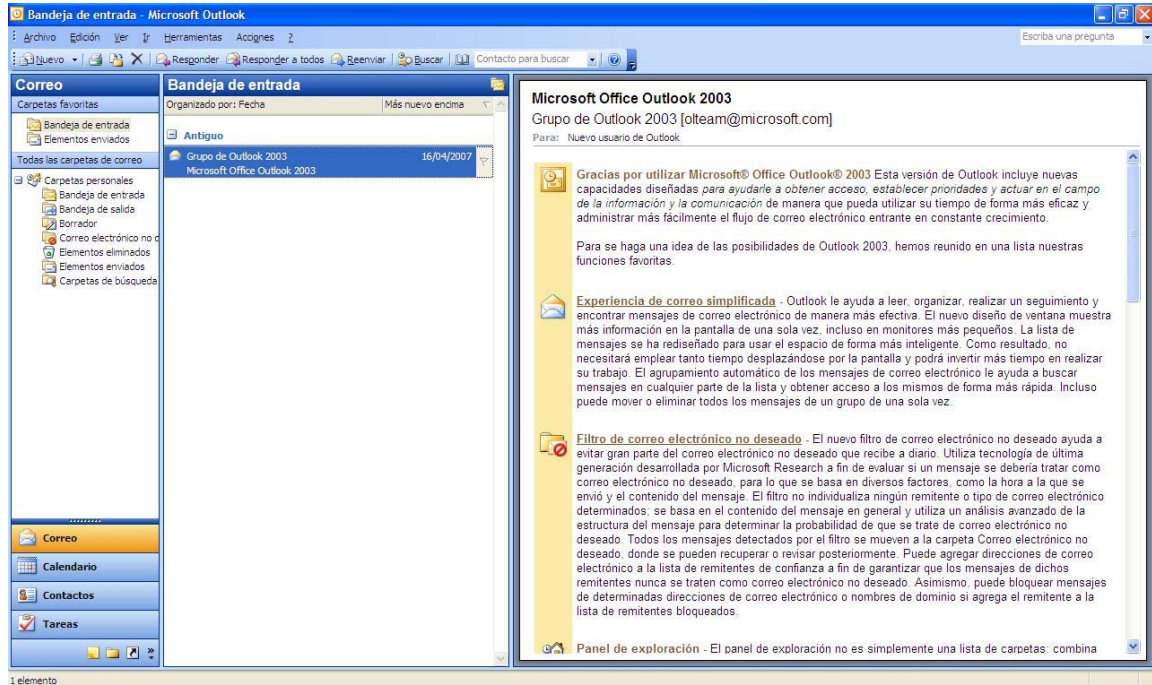 Bandeja de entrada - Microsoft Outlook
Archivo Edición Ver Ir Herramientas Acciones ?
Escriba una pregunta
Nuevo Responder Responder a todos Reenviar Buscar Contacto para buscar
Correo
Carpetas favoritas
Bandeja de entrada
Elementos enviados
Todas las carpetas de correo
Carpetas personales
Bandeja de entrada
Bandeja de salida
Borrador
Correo electrónico no d
Elementos eliminados
Elementos enviados
Carpetas de búsqueda
Correo
Calendario
Contactos
Tareas
Bandeja de entrada
Organizado por: Fecha Más nuevo encima
Antiguo
Grupo de Outlook 2003 16/04/2007
Microsoft Office Outlook 2003
Microsoft Office Outlook 2003
Grupo de Outlook 2003 [olteam@microsoft.com]
Para: Nuevo usuario de Outlook
Gracias por utilizar Microsoft® Office Outlook® 2003 Esta versión de Outlook incluye nuevas
capacidades diseñadas para ayudarle a obtener acceso, establecer prioridades y actuar en el campo
de la información y la comunicación de manera que pueda utilizar su tiempo de forma más eficaz y
administrar más fácilmente el flujo de correo electrónico entrante en constante crecimiento.
Para se haga una idea de las posibilidades de Outlook 2003, hemos reunido en una lista nuestras
funciones favoritas.
Experiencia de correo simplificada - Outlook le ayuda a leer, organizar, realizar un seguimiento y
encontrar mensajes de correo electrónico de manera más efectiva. El nuevo diseño de ventana muestra
más información en la pantalla de una sola vez, incluso en monitores más pequeños. La lista de
mensajes se ha rediseñado para usar el espacio de forma más inteligente. Como resultado, no
necesitará emplear tanto tiempo desplazándose por la pantalla y podrá invertir más tiempo en realizar
su trabajo. El agrupamiento automático de los mensajes de correo electrónico le ayuda a buscar
mensajes en cualquier parte de la lista y obtener acceso a los mismos de forma más rápida. Incluso
puede mover o eliminar todos los mensajes de un grupo de una sola vez.
Filtro de correo electrónico no deseado - El nuevo filtro de correo electrónico no deseado ayuda a
evitar gran parte del correo electrónico no deseado que recibe a diario. Utiliza tecnología de última
generación desarrollada por Microsoft Research a fin de evaluar si un mensaje se debería tratar como
correo electrónico no deseado, para lo que se basa en diversos factores, como la hora a la que se
envió y el contenido del mensaje. El filtro no individualiza ningún remitente o tipo de correo electrónico
determinados; se basa en el contenido del mensaje en general y utiliza un análisis avanzado de la
estructura del mensaje para determinar la probabilidad de que se trate de correo electrónico no
deseado. Todos los mensajes detectados por el filtro se mueven a la carpeta Correo electrónico no
deseado, donde se pueden recuperar o revisar posteriormente. Puede agregar direcciones de correo
electrónico a la lista de remitentes de confianza a fin de garantizar que los mensajes de dichos
remitentes nunca se traten como correo electrónico no deseado. Asimismo, puede bloquear mensajes
de determinadas direcciones de correo electrónico o nombres de dominio si agrega el remitente a la
lista de remitentes bloqueados.
Panel de exploración - El panel de exploración no es simplemente una lista de carpetas: combina
1 elemento